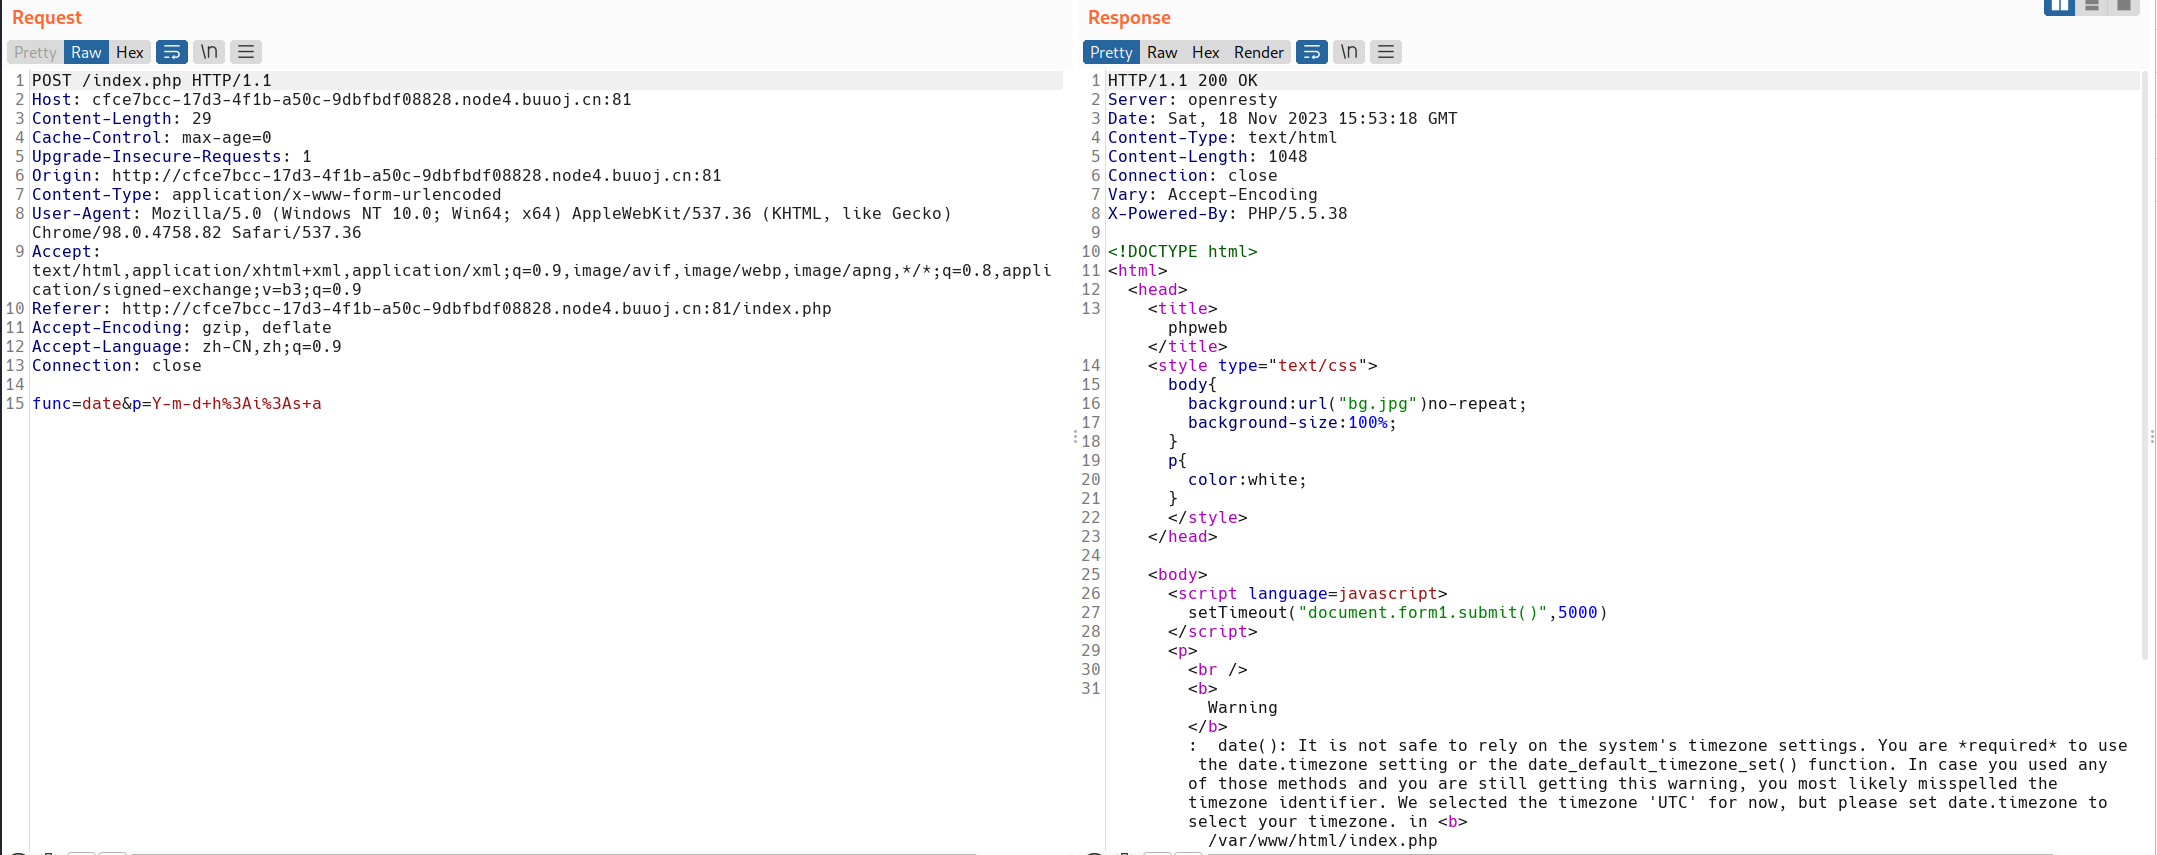 Request
Pretty Raw Hex \n
1 POST /index.php HTTP/1.1
2 Host: cfce7bcc-17d3-4f1b-a50c-9dbfbdf08828.node4.buuoj.cn:81
3 Content-Length: 29
4 Cache-Control: max-age=0
5 Upgrade-Insecure-Requests: 1
6 Origin: http://cfce7bcc-17d3-4f1b-a50c-9dbfbdf08828.node4.buuoj.cn:81
7 Content-Type: application/x-www-form-urlencoded
8 User-Agent: Mozilla/5.0 (Windows NT 10.0; Win64; x64) AppleWebKit/537.36 (KHTML, like Gecko)
Chrome/98.0.4758.82 Safari/537.36
9 Accept:
text/html,application/xhtml+xml,application/xml;q=0.9,image/avif,image/webp,image/apng,*/*;q=0.8,appli
cation/signed-exchange;v=b3;q=0.9
10 Referer: http://cfce7bcc-17d3-4f1b-a50c-9dbfbdf08828.node4.buuoj.cn:81/index.php
11 Accept-Encoding: gzip, deflate
12 Accept-Language: zh-CN,zh;q=0.9
13 Connection: close
14
15 func=date&p=Y-m-d+h%3Ai%3As+a
Response
Pretty Raw Hex Render \n
1 HTTP/1.1 200 OK
2 Server: openresty
3 Date: Sat, 18 Nov 2023 15:53:18 GMT
4 Content-Type: text/html
5 Content-Length: 1048
6 Connection: close
7 Vary: Accept-Encoding
8 X-Powered-By: PHP/5.5.38
9
10 <!DOCTYPE html>
11 <html>
12 <head>
13 <title>
phpweb
</title>
14 <style type="text/css">
15 body{
16 background:url("bg.jpg")no-repeat;
17 background-size:100%;
18 }
19 p{
20 color:white;
21 }
22 </style>
23 </head>
24
25 <body>
26 <script language=javascript>
27 setTimeout("document.form1.submit()",5000)
28 </script>
29 <p>
30 <br />
31 <b>
Warning
</b>
: date(): It is not safe to rely on the system's timezone settings. You are *required* to use
the date.timezone setting or the date_default_timezone_set() function. In case you used any
of those methods and you are still getting this warning, you most likely misspelled the
timezone identifier. We selected the timezone 'UTC' for now, but please set date.timezone to
select your timezone. in <b>
/var/www/html/index.php